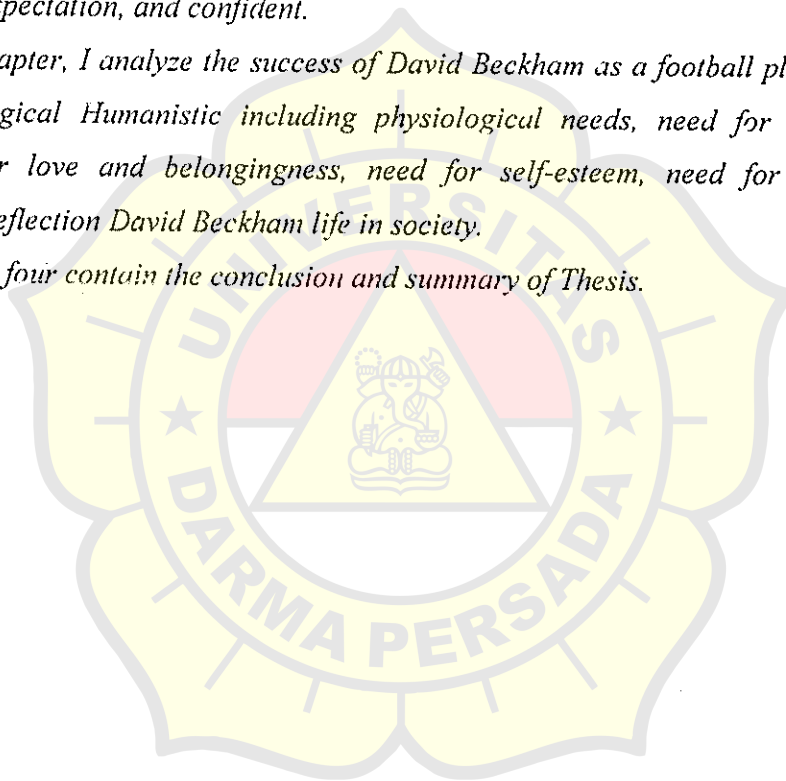 pectation, and confident.
apter, I analyze the success of David Beckham as a football pl
gical Humanistic including physiological needs, need for
r love and belongingness, need for self-esteem, need for
eflection David Beckham life in society.
four contain the conclusion and summary of Thesis.
UNIVERSITAS
DARMA PERSADA